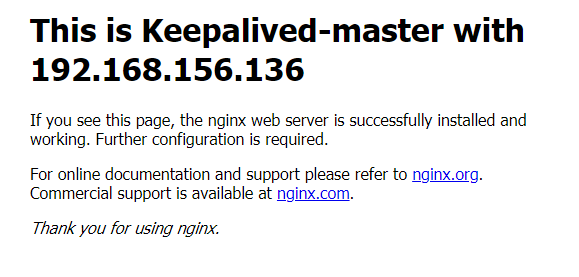 This is Keepalived-master with
192.168.156.136
If you see this page, the nginx web server is successfully installed and
working. Further configuration is required.
For online documentation and support please refer to nginx.org.
Commercial support is available at nginx.com.
Thank you for using nginx.